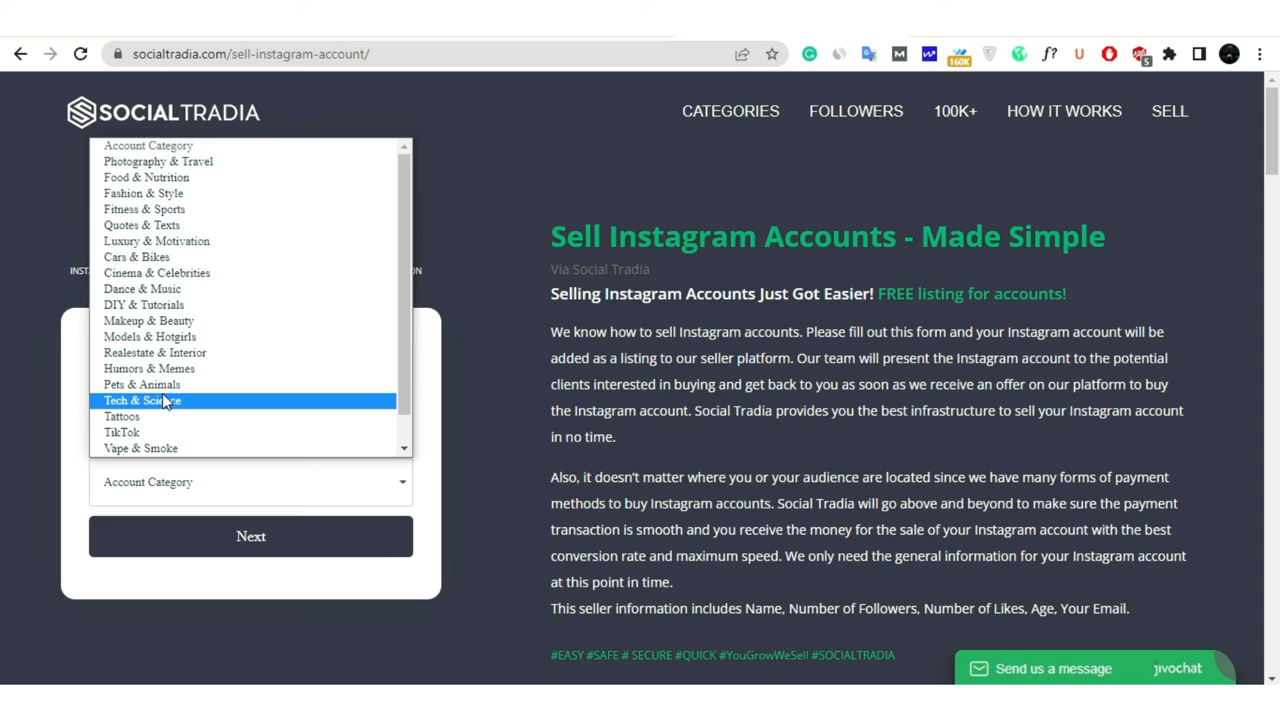 socialtradia.com/sell-instagram-account/
160K
f?
U
5
SOCIALTRADIA
CATEGORIES
FOLLOWERS
100K+
HOW IT WORKS
SELL
Account Category
Photography & Travel
Food & Nutrition
Fashion & Style
Fitness & Sports
Quotes & Texts
Luxury & Motivation
Cars & Bikes
Cinema & Celebrities
Dance & Music
DIY & Tutorials
Makeup & Beauty
Models & Hotgirls
Realestate & Interior
Humors & Memes
Pets & Animals
Tech & Science
Tattoos
TikTok
Vape & Smoke
Account Category
Next
Sell Instagram Accounts - Made Simple
Via Social Tradia
Selling Instagram Accounts Just Got Easier! FREE listing for accounts!
We know how to sell Instagram accounts. Please fill out this form and your Instagram account will be
added as a listing to our seller platform. Our team will present the Instagram account to the potential
clients interested in buying and get back to you as soon as we receive an offer on our platform to buy
the Instagram account. Social Tradia provides you the best infrastructure to sell your Instagram account
in no time.
Also, it doesn't matter where you or your audience are located since we have many forms of payment
methods to buy Instagram accounts. Social Tradia will go above and beyond to make sure the payment
transaction is smooth and you receive the money for the sale of your Instagram account with the best
conversion rate and maximum speed. We only need the general information for your Instagram account
at this point in time.
This seller information includes Name, Number of Followers, Number of Likes, Age, Your Email.
#EASY #SAFE # SECURE #QUICK #YouGrowWeSell #SOCIALTRADIA
Send us a message
jivochat